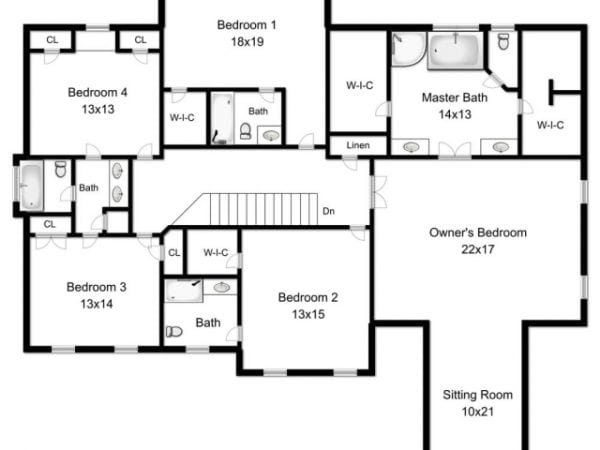 Bedroom 1
18x19
CL
CL
Bedroom 4
13x13
W-I-C
Bath
W-I-C
Master Bath
14x13
W-I-C
Linen
Bath
CL
Dn
Owner's Bedroom
22x17
CL
W-I-C
Bedroom 3
13x14
Bedroom 2
13x15
Bath
Sitting Room
10x21